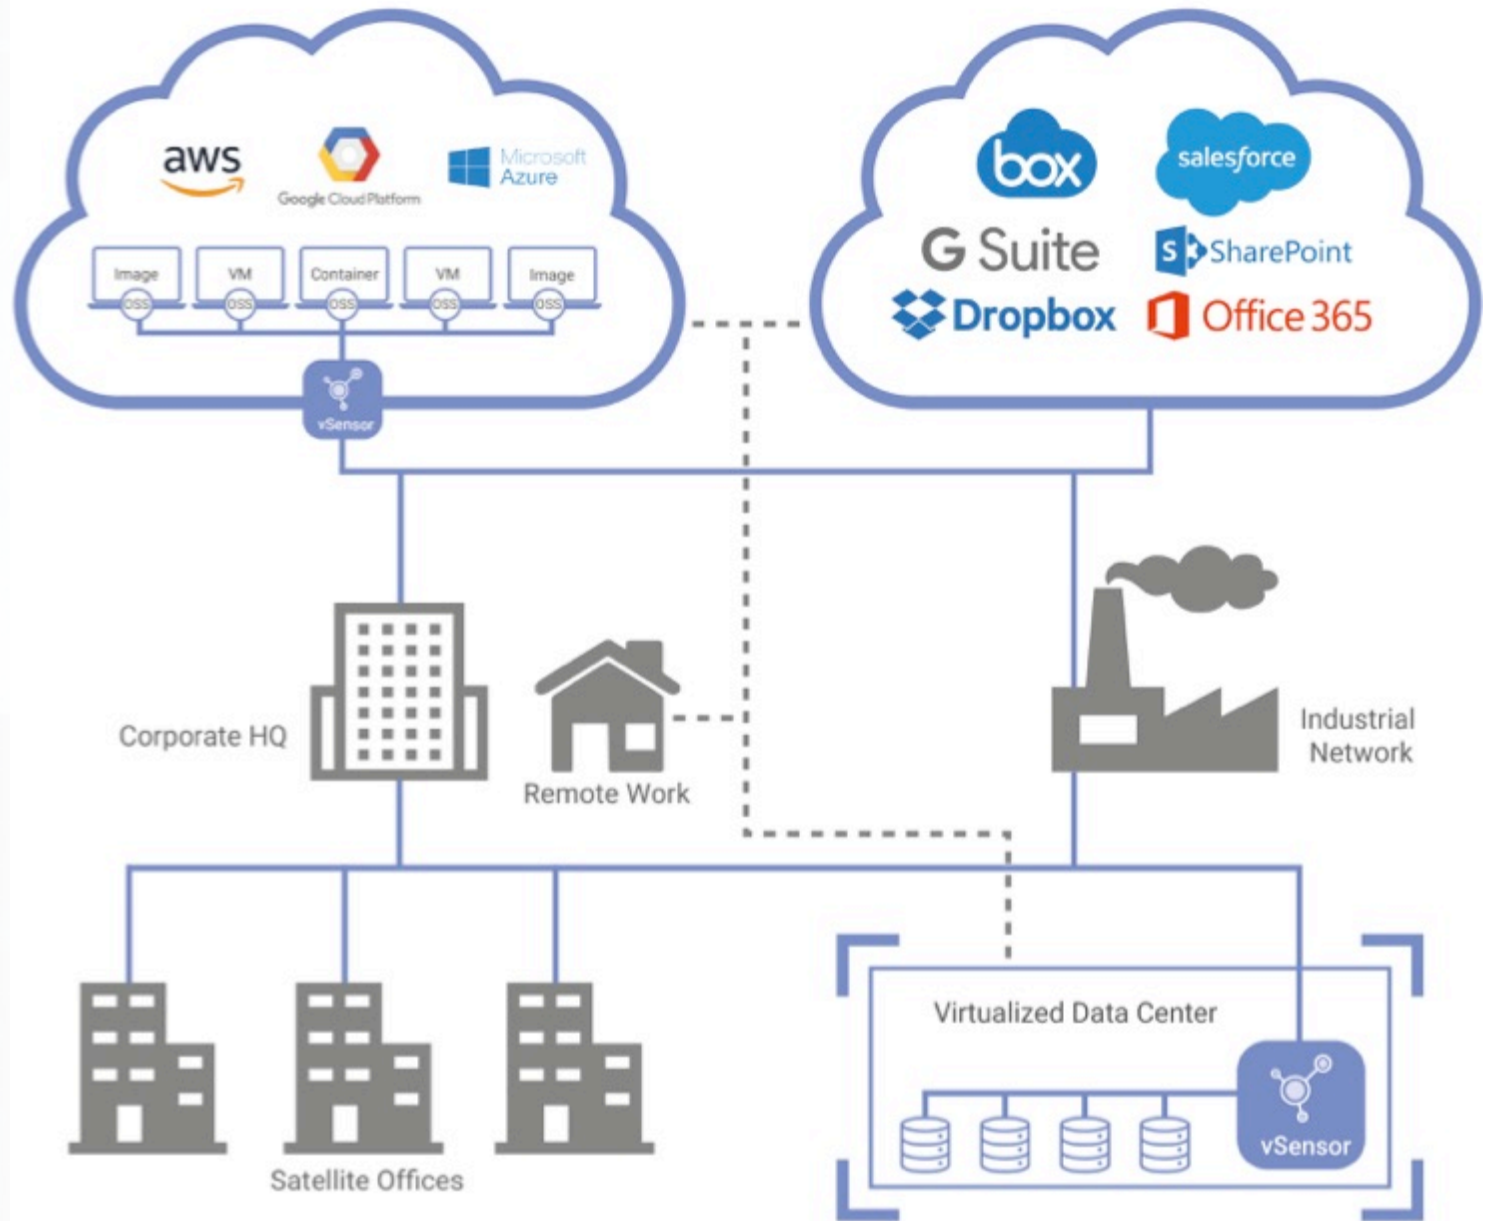 aws
Google Cloud Platform
Microsoft
Azure
Image
VM
Container
VM
Image
OSS
OSS
OSS
OSS
OSS
vSensor
box
salesforce
G Suite
S SharePoint
Dropbox
Office 365
Corporate HQ
Remote Work
Industrial
Network
Satellite Offices
Virtualized Data Center
vSensor